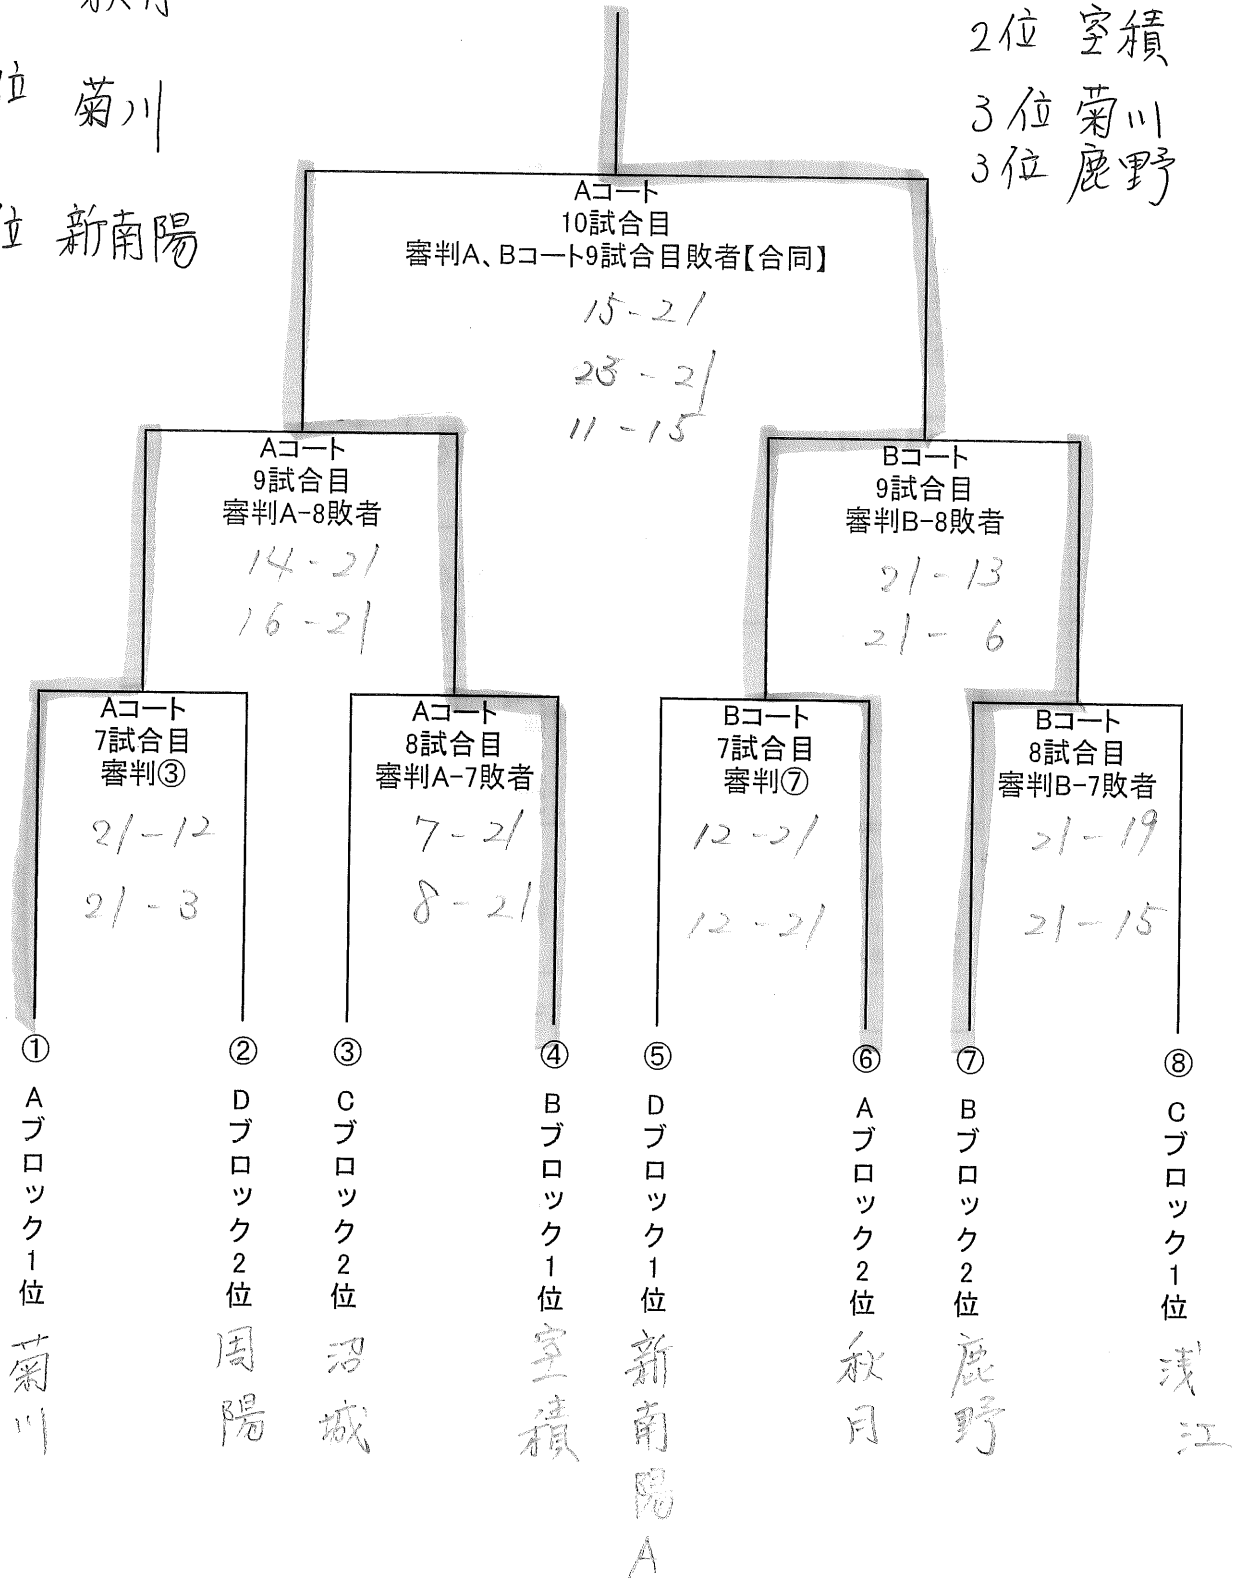 2位 室積
位 菊川
3位 菊川
3位 鹿野
位 新南陽
Aコート
10試合目
審判A、Bコート9試合目敗者【合同】
15-21
23-21
11-15
Aコート
9試合目
審判A-8敗者
14-21
16-21
Bコート
9試合目
審判B-8敗者
21-13
21-6
Aコート
7試合目
審判③
21-12
21-3
Aコート
8試合目
審判A-7敗者
7-21
8-21
Bコート
7試合目
審判⑦
12-21
12-21
Bコート
8試合目
審判B-7敗者
21-19
21-15
① Aブロック1位 菊川
② Dブロック2位 周陽
③ Cブロック2位 沼城
④ Bブロック1位 室積
⑤ Dブロック1位 新南陽A
⑥ Aブロック2位 秋月
⑦ Bブロック2位 鹿野
⑧ Cブロック1位 浅江